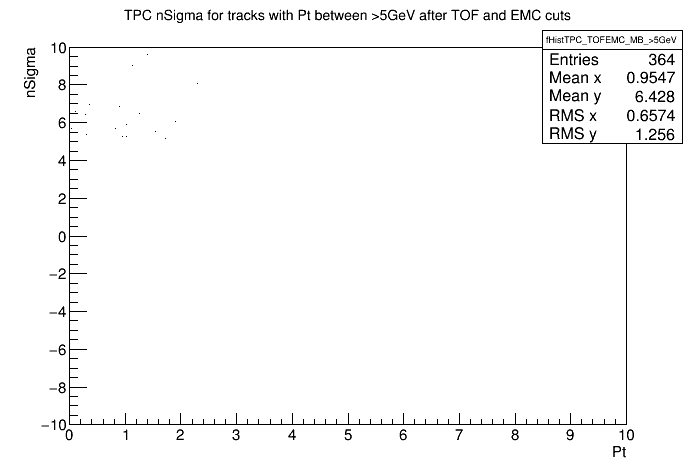 TPC nSigma for tracks with Pt between >5GeV after TOF and EMC cuts
fHistTPC_TOFEMC_MB_>5GeV
Entries 364
Mean x 0.9547
Mean y 6.428
RMS x 0.6574
RMS y 1.256
nSigma
10
8
6
4
2
0
−2
−4
−6
−8
−10
0 1 2 3 4 5 6 7 8 9 10
Pt